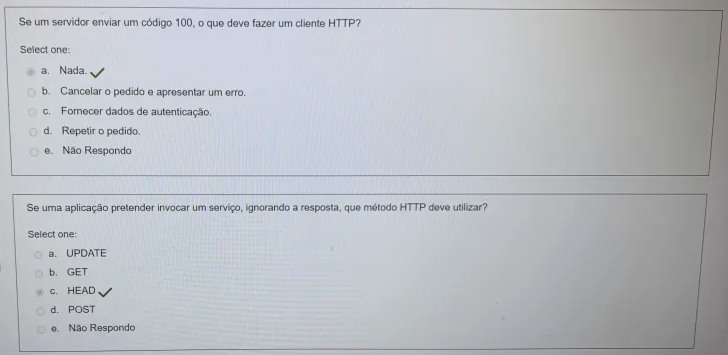 Se um servidor enviar um código 100, o que deve fazer um cliente HTTP?
Select one:
a. Nada.
b. Cancelar o pedido e apresentar um erro.
c. Fornecer dados de autenticação.
d. Repetir o pedido.
e. Não Respondo
Se uma aplicação pretender invocar um serviço, ignorando a resposta, que método HTTP deve utilizar?
Select one:
a. UPDATE
b. GET
c. HEAD
d. POST
e. Não Respondo